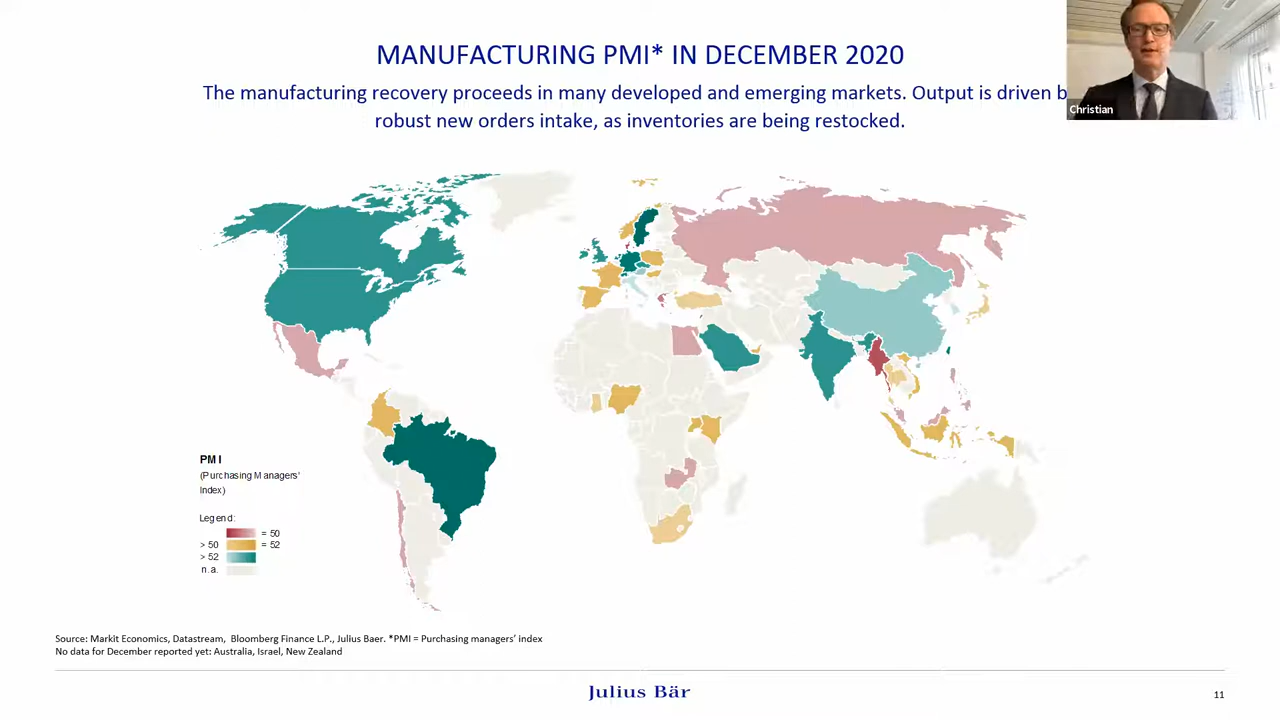 MANUFACTURING PMI* IN DECEMBER 2020
The manufacturing recovery proceeds in many developed and emerging markets. Output is driven b
robust new orders intake, as inventories are being restocked.
Christian
PMI
(Purchasing Managers'
Index)
Legend:
= 50
> 50 = 52
> 52
n.a.
Source: Markit Economics, Datastream, Bloomberg Finance L.P., Julius Baer. *PMI = Purchasing managers' index
No data for December reported yet: Australia, Israel, New Zealand
Julius Bär
11